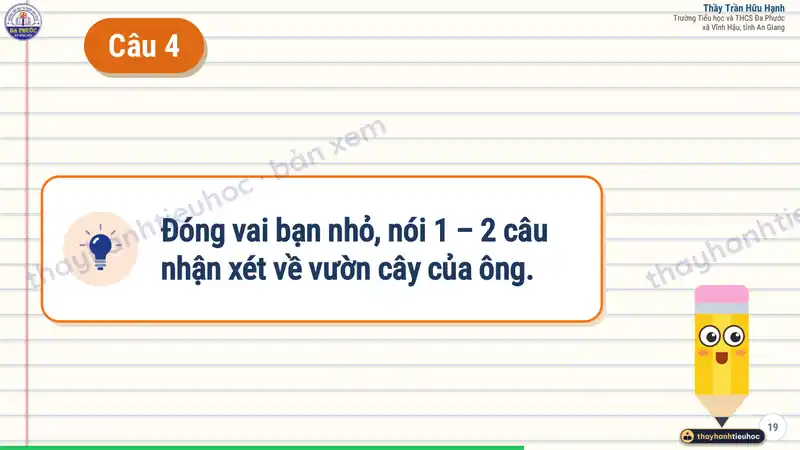 ĐA PHƯỚC
Câu 4
Thầy Trần Hữu Hạnh
Trường Tiểu học và THCS Đa Phước
xã Vĩnh Hậu, tỉnh An Giang
thayhanhtieuhoc · bản xem
Đóng vai bạn nhỏ, nói 1 – 2 câu
nhận xét về vườn cây của ông.
thayhanhtie
thayhanhtieuhoc
19